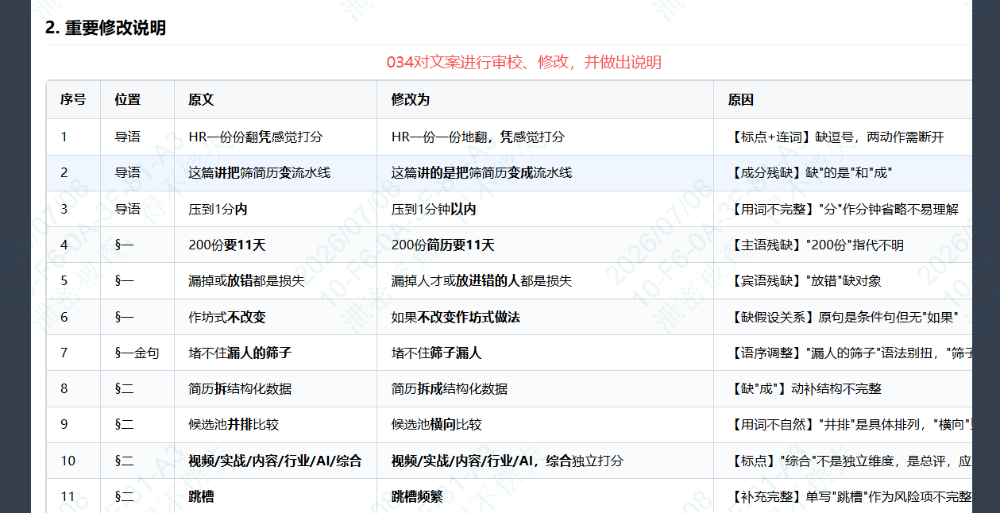 2. 重要修改说明
034对文案进行审校、修改，并做出说明
序号 位置 原文 修改为 原因
1 导语 HR一份份翻凭感觉打分 HR一份一份地翻，凭感觉打分 【标点+连词】缺逗号，两动作需断开
2 导语 这篇讲把筛简历变流水线 这篇讲的是把筛简历变成流水线 【成分残缺】缺"的是"和"成"
3 导语 压到1分内 压到1分钟以内 【用词不完整】"分"作分钟省略不易理解
4 §一 200份要11天 200份简历要11天 【主语残缺】"200份"指代不明
5 §一 漏掉或放错都是损失 漏掉人才或放进错的人都是损失 【宾语残缺】"放错"缺对象
6 §一 作坊式不改变 如果不改变作坊式做法 【缺假设关系】原句是条件句但无"如果"
7 §一金句 堵不住漏人的筛子 堵不住筛子漏人 【语序调整】"漏人的筛子"语法别扭，"筛子
8 §二 简历拆结构化数据 简历拆成结构化数据 【缺"成"】动补结构不完整
9 §二 候选池并排比较 候选池横向比较 【用词不自然】"并排"是具体排列，"横向"
10 §二 视频/实战/内容/行业/AI/综合 视频/实战/内容/行业/AI，综合独立打分 【标点】"综合"不是独立维度，是总评，应
11 §二 跳槽 跳槽频繁 【补充完整】单写"跳槽"作为风险项不完整
2026/07/08
10-F6-0A-3F-81-A3